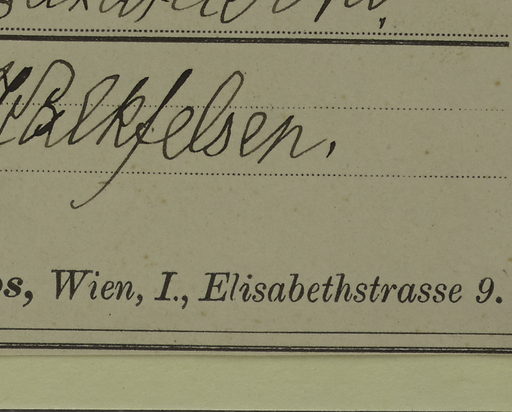 Kalkfelsen.
s, Wien, I., Elisabethstrasse 9.